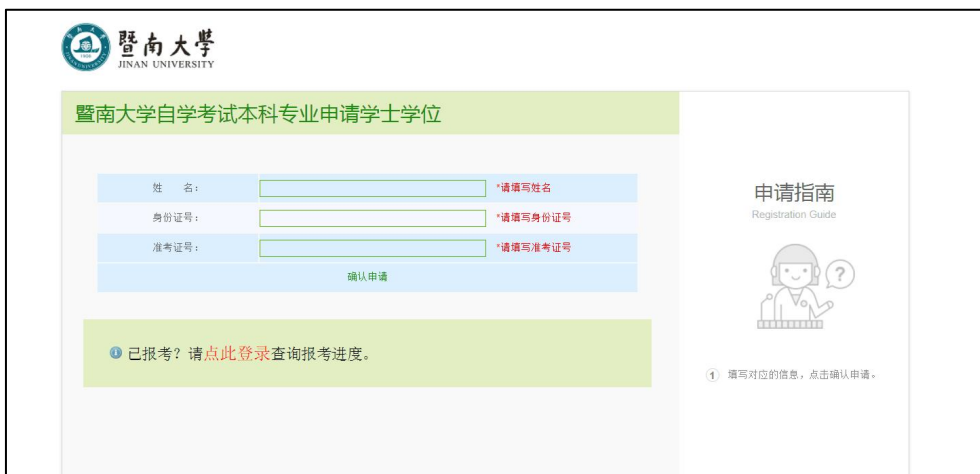 暨南大学
JINAN UNIVERSITY
暨南大学自学考试本科专业申请学士学位
姓 名：
*请填写姓名
身份证号：
*请填写身份证号
准考证号：
*请填写准考证号
确认申请
已报考？请点此登录查询报考进度。
申请指南
Registration Guide
?
1 填写对应的信息，点击确认申请。